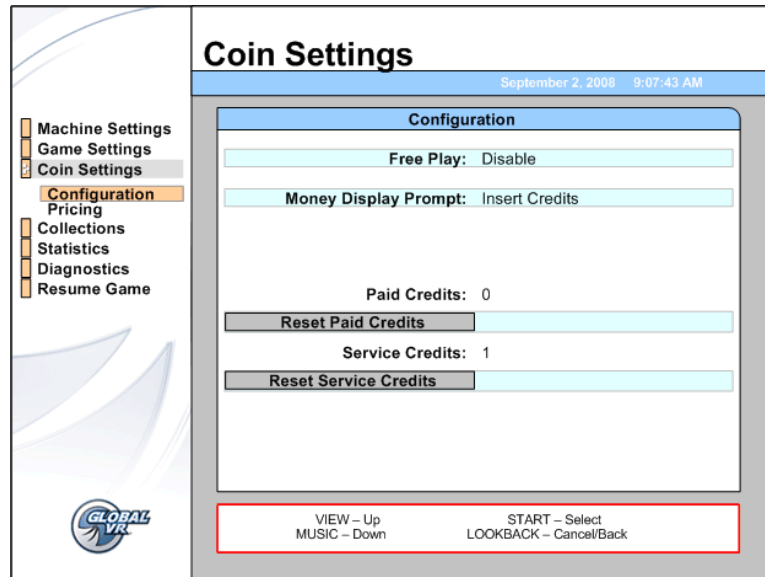 Coin Settings
September 2, 2008 9:07:43 AM
Machine Settings
Game Settings
Coin Settings
Configuration
Pricing
Collections
Statistics
Diagnostics
Resume Game
Configuration
Free Play: Disable
Money Display Prompt: Insert Credits
Paid Credits: 0
Reset Paid Credits
Service Credits: 1
Reset Service Credits
GLOBAL
VR
VIEW – Up START – Select
MUSIC – Down LOOKBACK – Cancel/Back